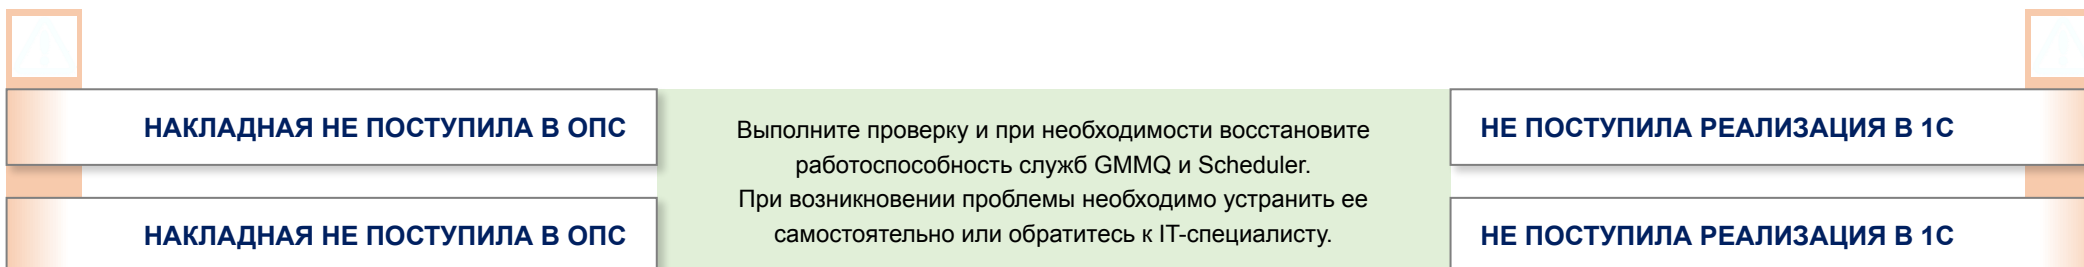 НАКЛАДНАЯ НЕ ПОСТУПИЛА В ОПС
Выполните проверку и при необходимости восстановите
работоспособность служб GMMQ и Scheduler.
При возникновении проблемы необходимо устранить ее
самостоятельно или обратитесь к IT-специалисту.
НЕ ПОСТУПИЛА РЕАЛИЗАЦИЯ В 1С
НАКЛАДНАЯ НЕ ПОСТУПИЛА В ОПС
НЕ ПОСТУПИЛА РЕАЛИЗАЦИЯ В 1С